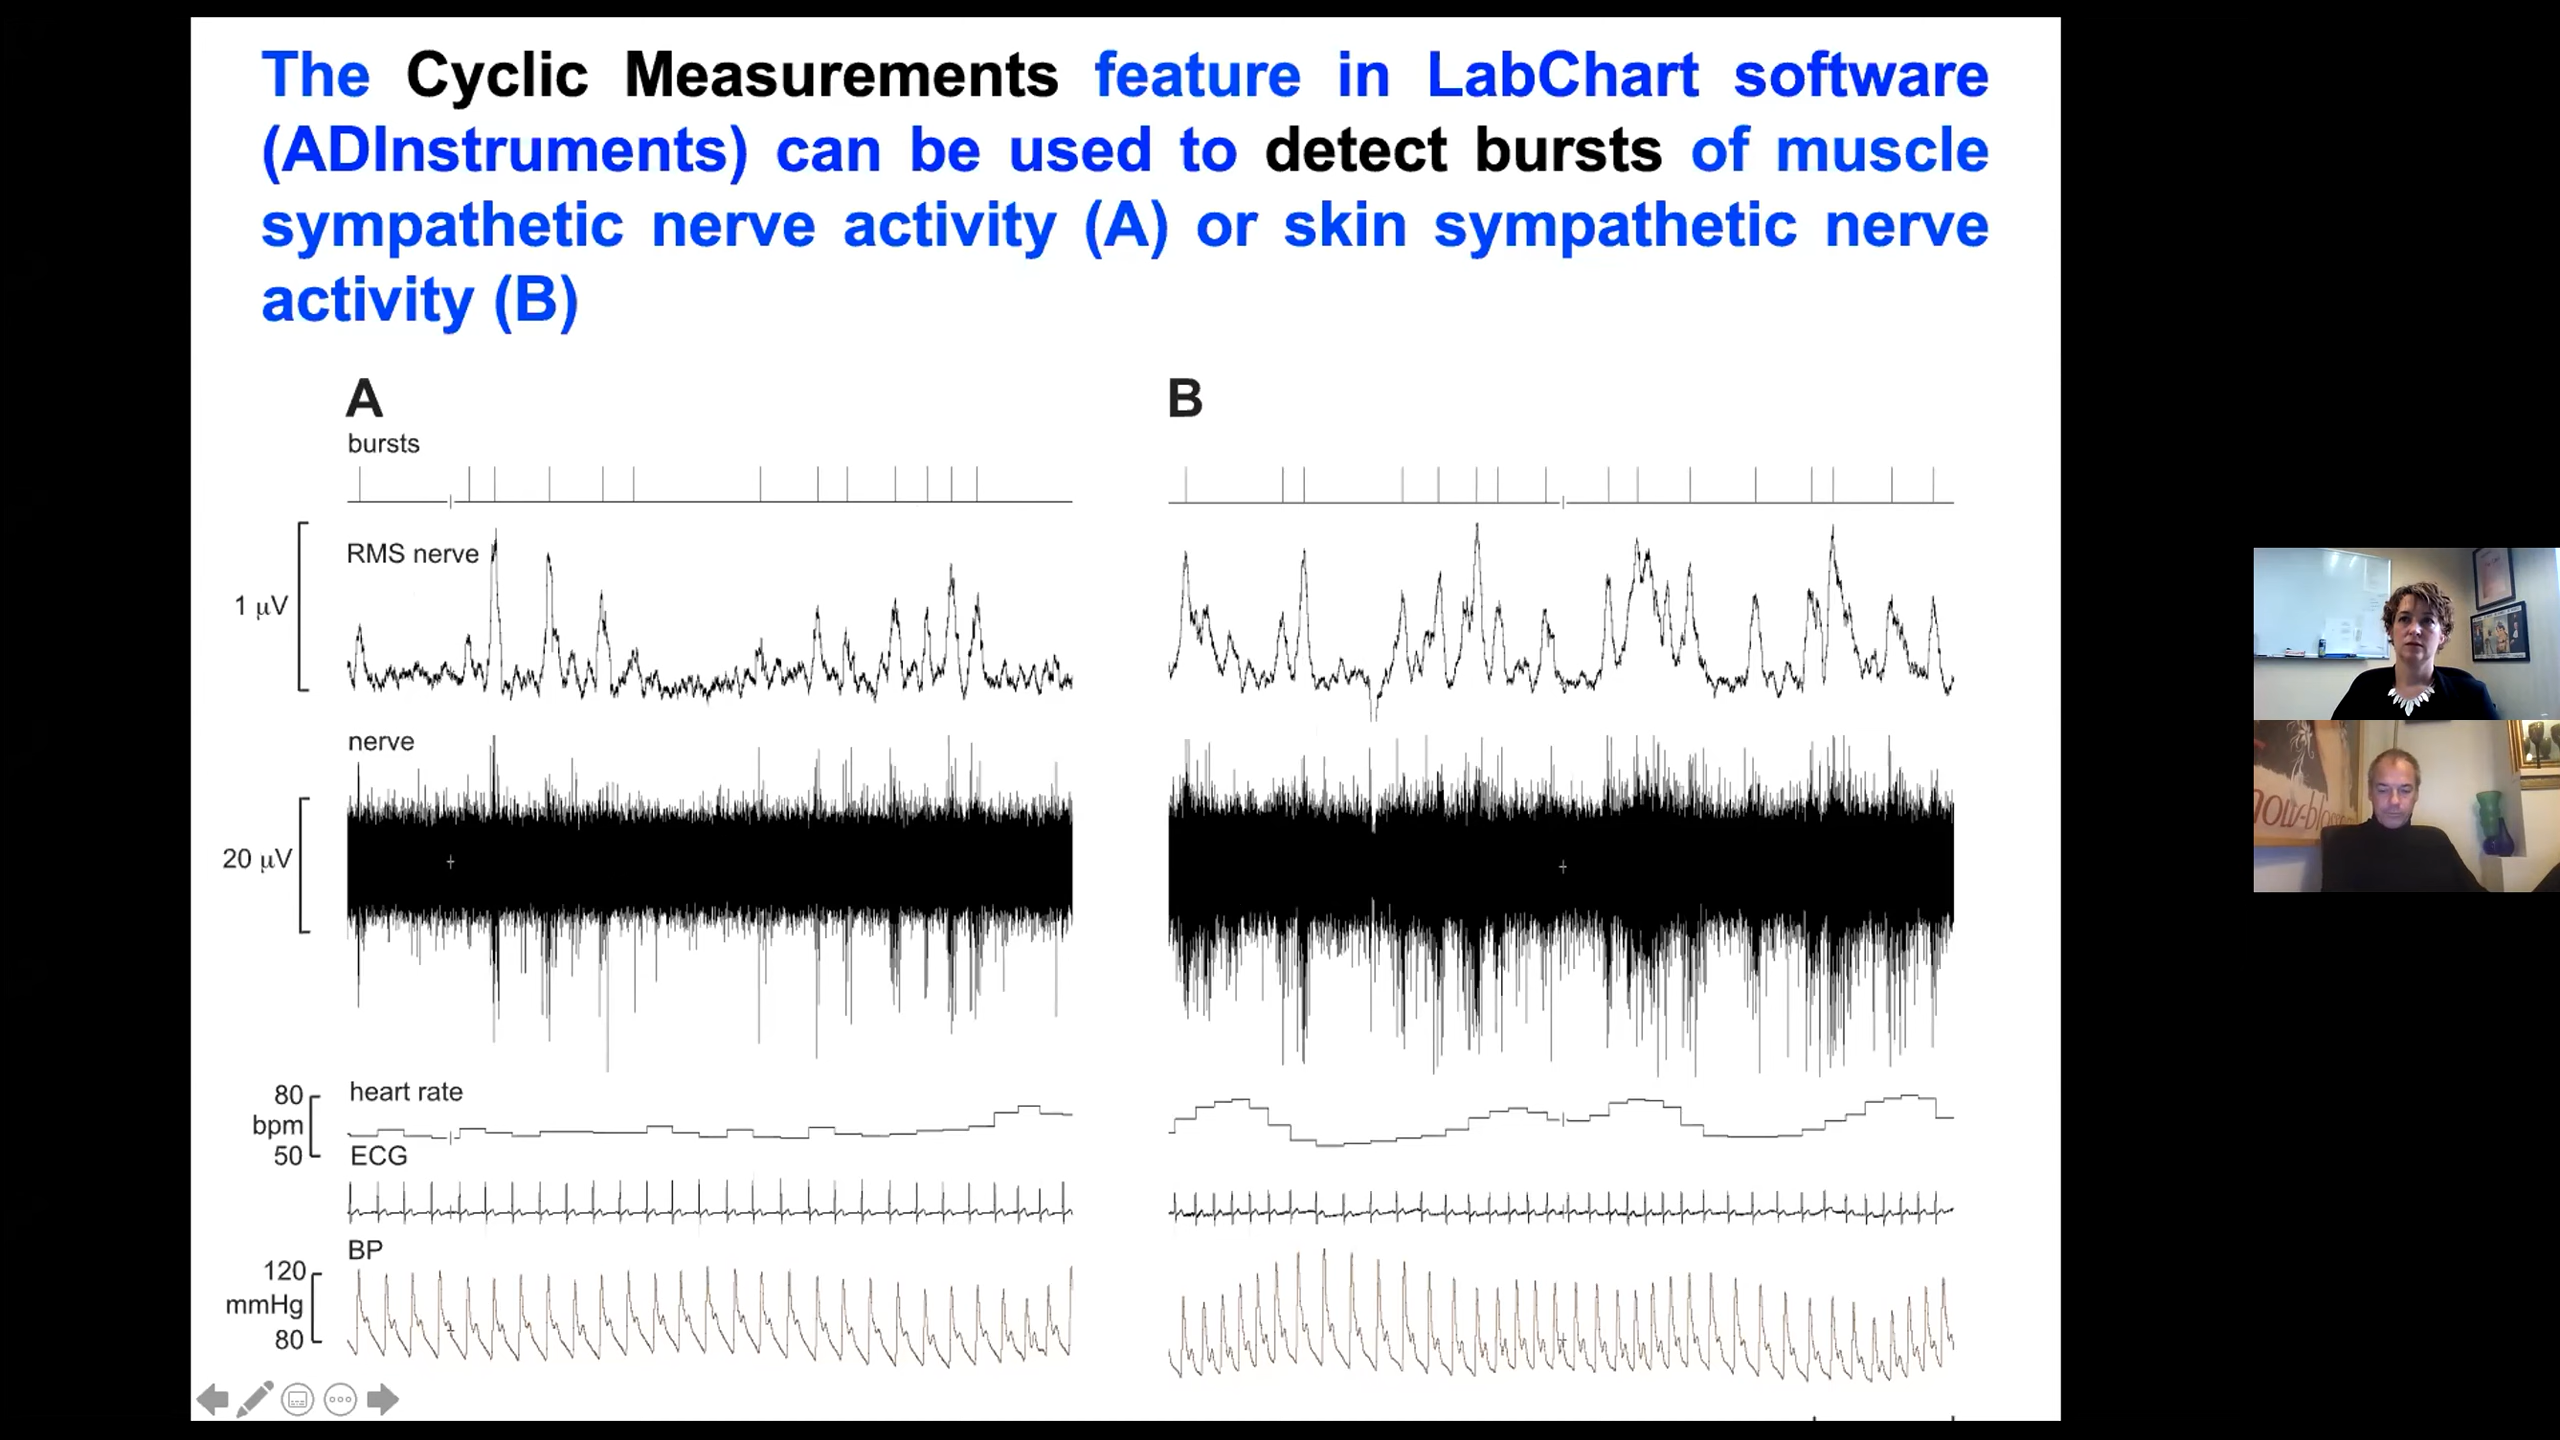 The Cyclic Measurements feature in LabChart software
(ADInstruments) can be used to detect bursts of muscle
sympathetic nerve activity (A) or skin sympathetic nerve
activity (B)
A
B
bursts
RMS nerve
1 µV
nerve
20 µV
80
bpm
50
heart rate
ECG
BP
120
mmHg
80